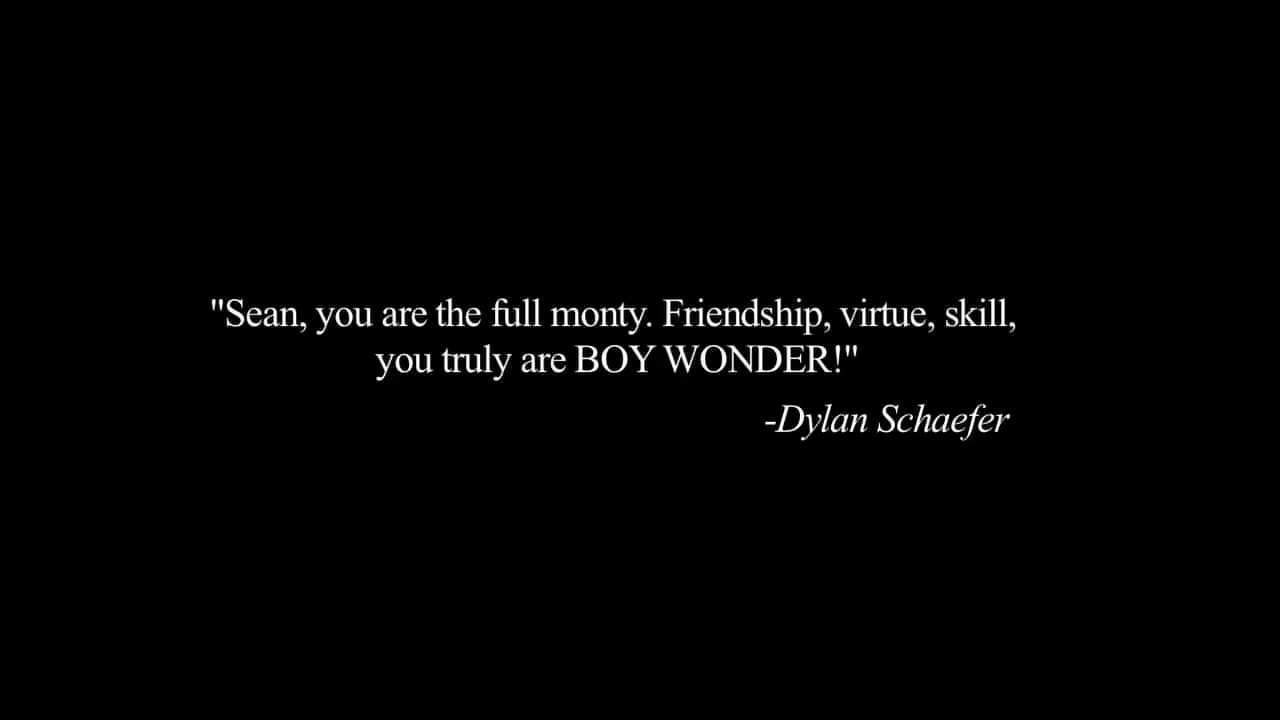 "Sean, you are the full monty. Friendship, virtue, skill,
you truly are BOY WONDER!"
-Dylan Schaefer